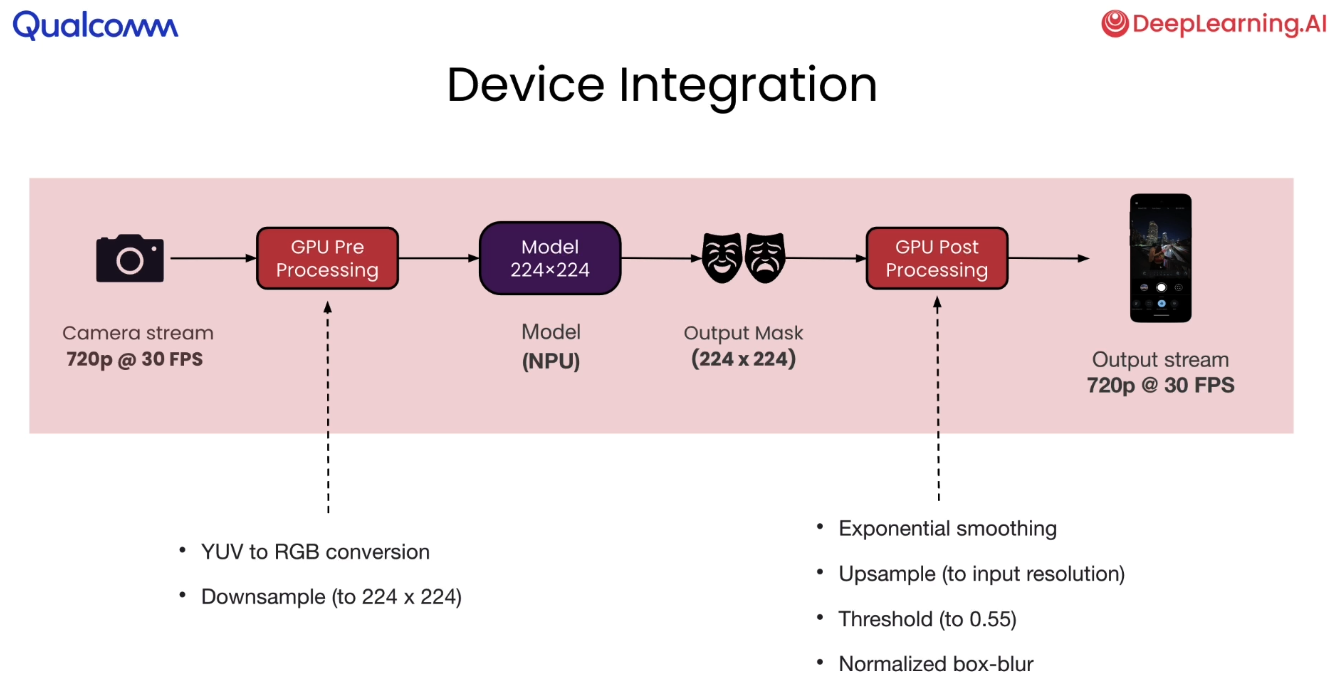 Qualcomm
DeepLearning.AI
Device Integration
GPU Pre
Processing
Model
224×224
GPU Post
Processing
Camera stream
720p @ 30 FPS
Model
(NPU)
Output Mask
(224 x 224)
Output stream
720p @ 30 FPS
• YUV to RGB conversion
• Downsample (to 224 x 224)
• Exponential smoothing
• Upsample (to input resolution)
• Threshold (to 0.55)
• Normalized box-blur